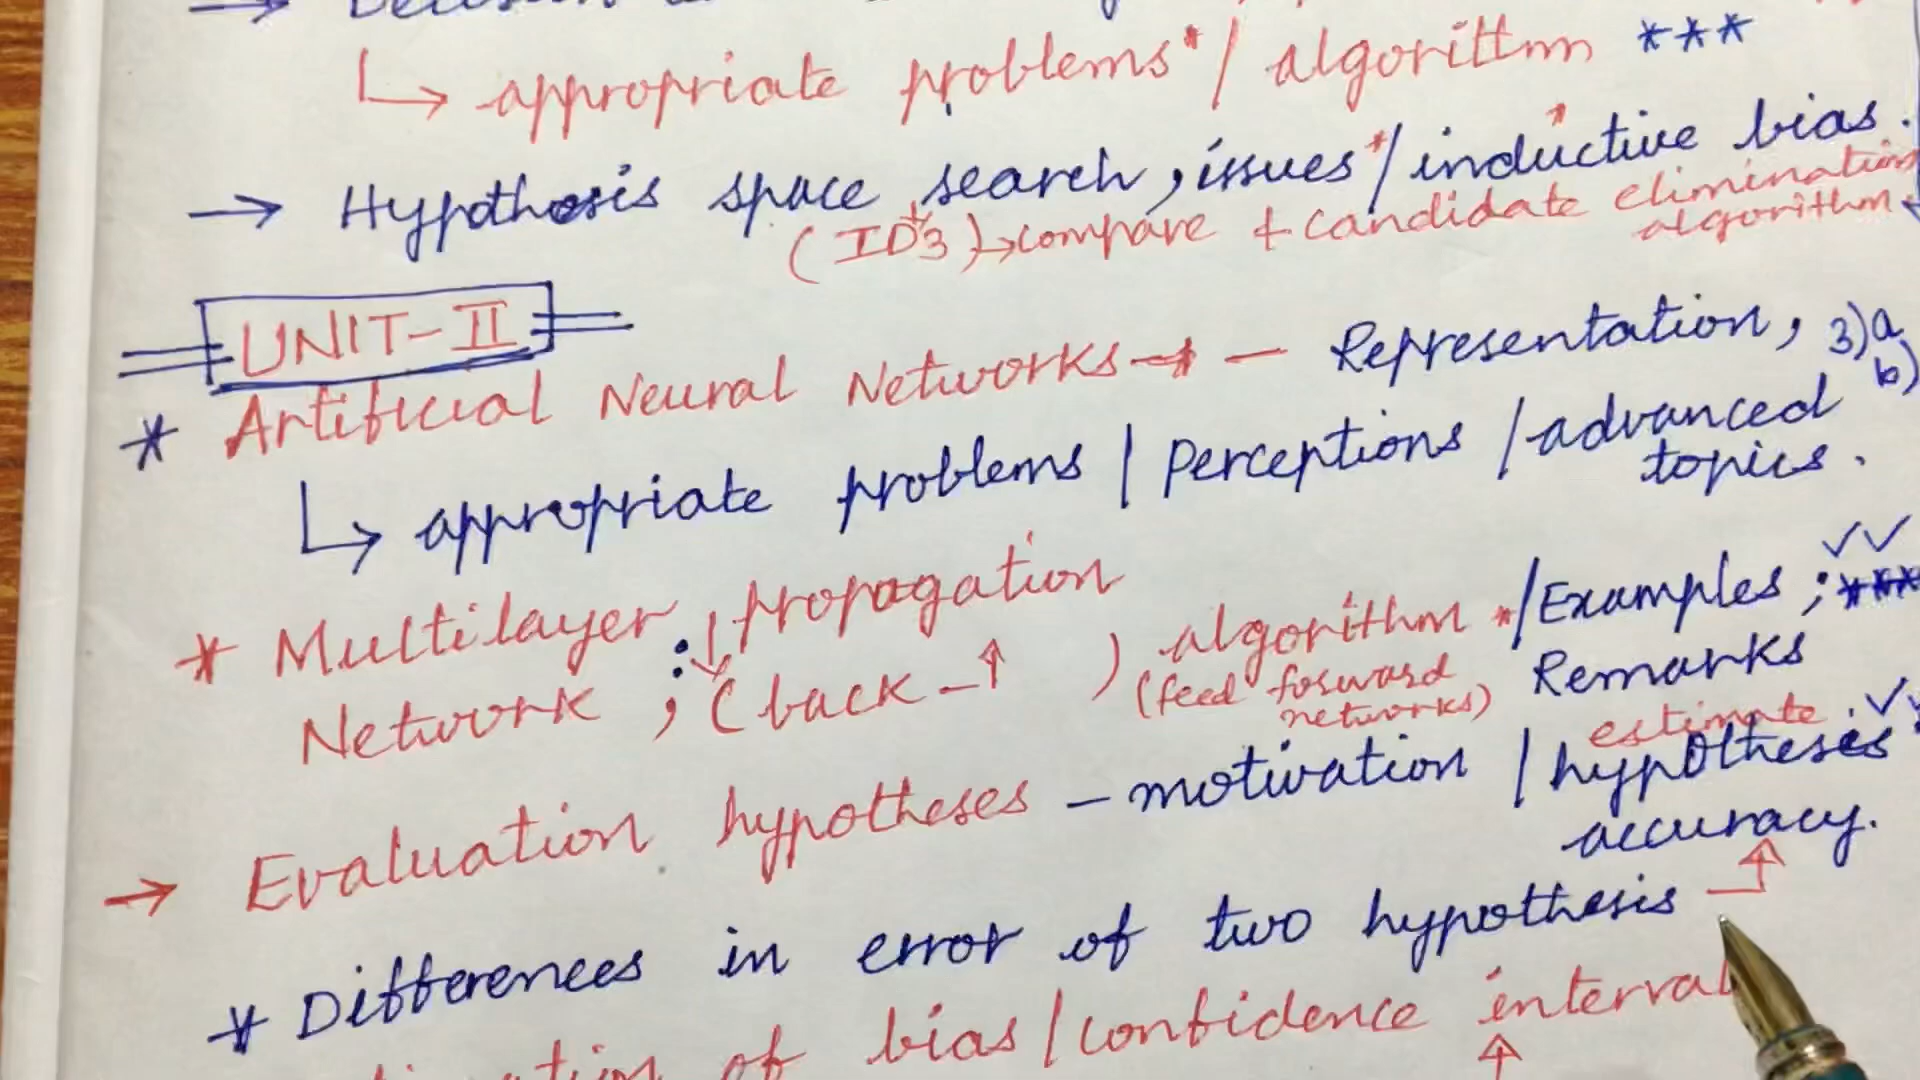 ↳ appropriate problems* / algorithm ***
→ Hypothesis space search, issues* / inductive bias.
(ID3) → compare + candidate elimination
algorithm
UNIT-II
* Artificial Neural Networks → — Representation, 3)a
b)
↳ appropriate problems / Perceptions / advanced
topics.
* Multilayer propagation
Network ; (back - ↑ ) algorithm * / Examples ; ***
(feed forward
networks) Remarks
estimate.
→ Evaluation hypotheses – motivation / hypotheses
accuracy.
* Differences in error of two hypothesis
of bias / confidence interval